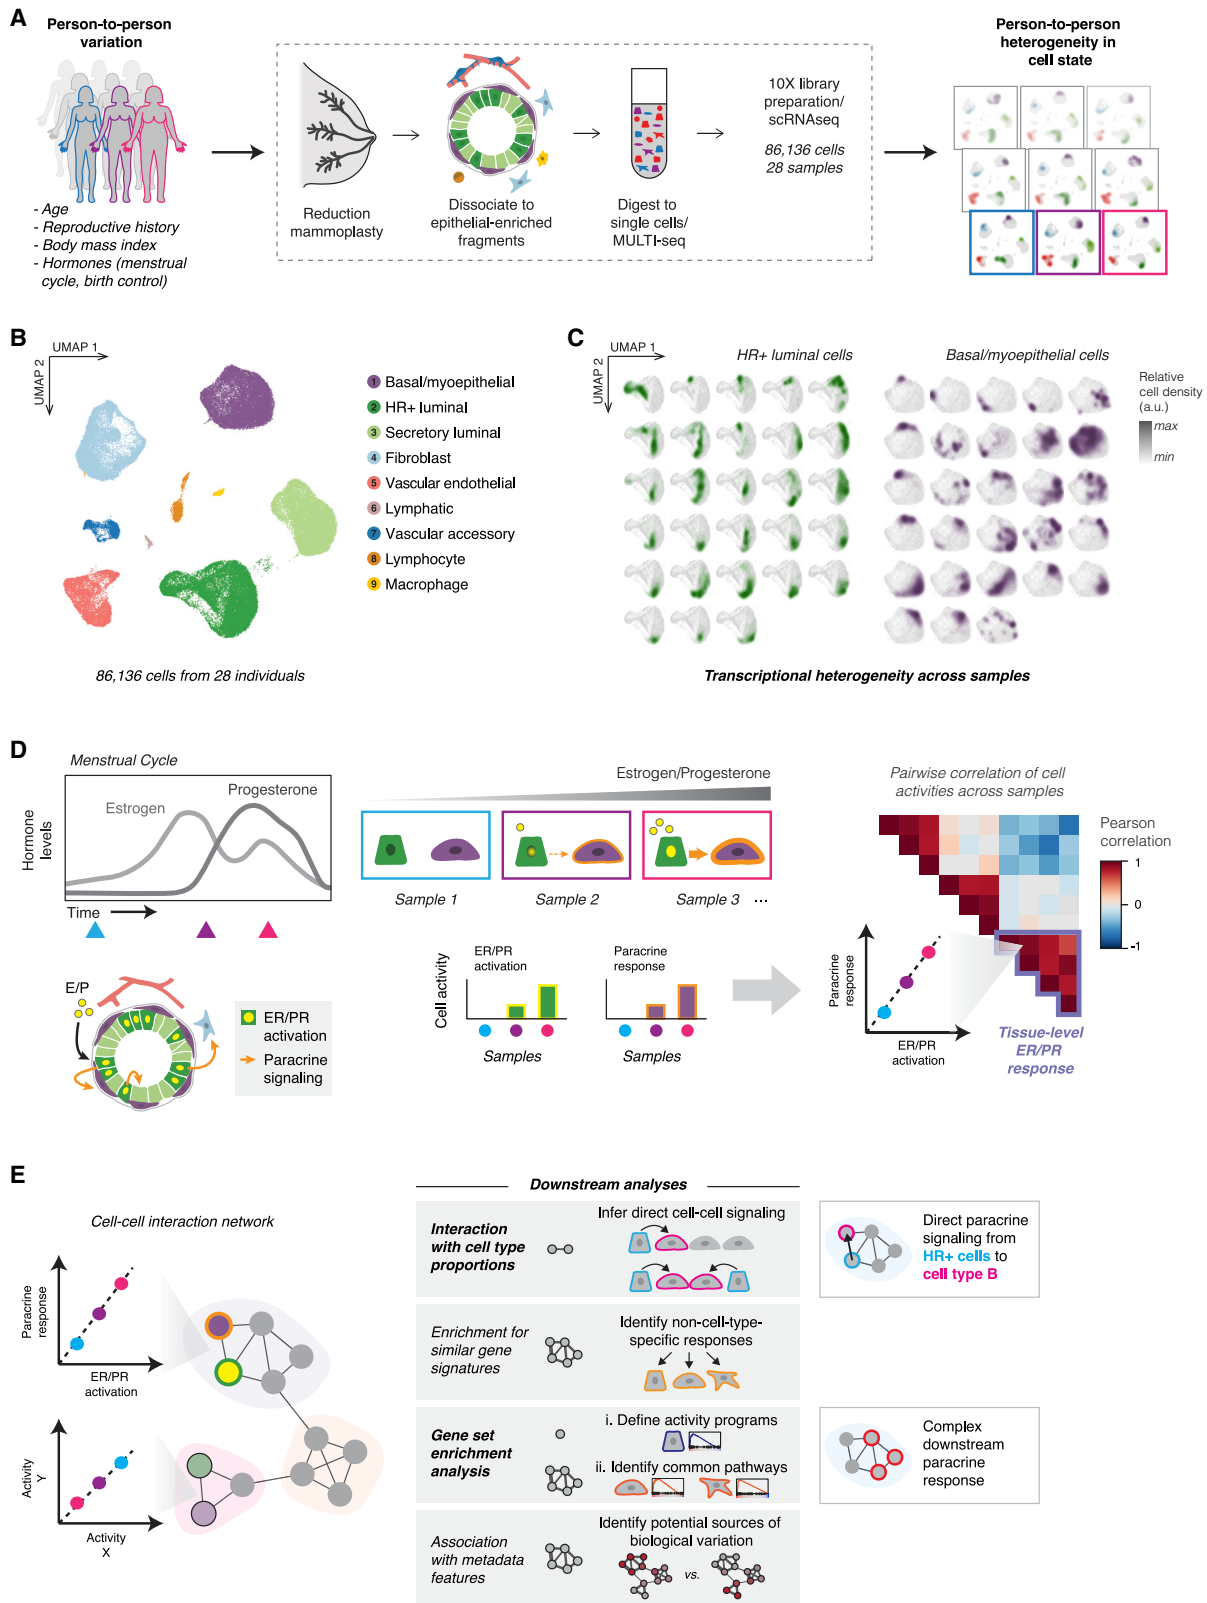 A
Person-to-person
variation
- Age
- Reproductive history
- Body mass index
- Hormones (menstrual
cycle, birth control)
Reduction
mammoplasty
Dissociate to
epithelial-enriched
fragments
Digest to
single cells/
MULTI-seq
10X library
preparation/
scRNAseq
86,136 cells
28 samples
Person-to-person
heterogeneity in
cell state
B
UMAP 1
UMAP 2
1 Basal/myoepithelial
2 HR+ luminal
3 Secretory luminal
4 Fibroblast
5 Vascular endothelial
6 Lymphatic
7 Vascular accessory
8 Lymphocyte
9 Macrophage
86,136 cells from 28 individuals
C
UMAP 1
UMAP 2
HR+ luminal cells
Basal/myoepithelial cells
Relative
cell density
(a.u.)
max
min
Transcriptional heterogeneity across samples
D
Menstrual Cycle
Estrogen
Progesterone
Hormone
levels
Time
E/P
ER/PR
activation
Paracrine
signaling
Estrogen/Progesterone
Sample 1
Sample 2
Sample 3
...
Cell activity
ER/PR
activation
Samples
Paracrine
response
Samples
Pairwise correlation of cell
activities across samples
Pearson
correlation
1
0
-1
Paracrine
response
ER/PR
activation
Tissue-level
ER/PR
response
E
Cell-cell interaction network
Paracrine
response
ER/PR
activation
Activity
Y
Activity
X
Downstream analyses
Interaction
with cell type
proportions
Infer direct cell-cell signaling
Direct paracrine
signaling from
HR+ cells to
cell type B
Enrichment for
similar gene
signatures
Identify non-cell-type-
specific responses
Gene set
enrichment
analysis
i. Define activity programs
ii. Identify common pathways
Complex
downstream
paracrine
response
Association
with metadata
features
Identify potential sources of
biological variation
vs.